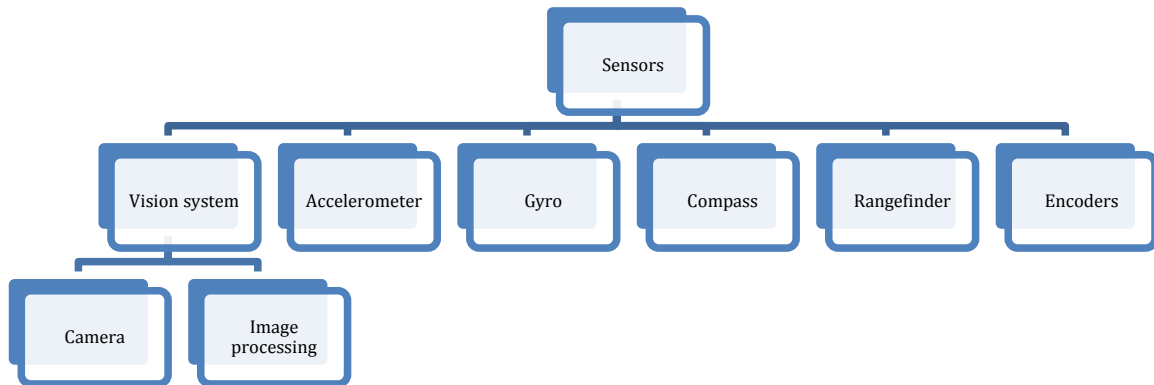 Sensors
Vision system
Accelerometer
Gyro
Compass
Rangefinder
Encoders
Camera
Image
processing